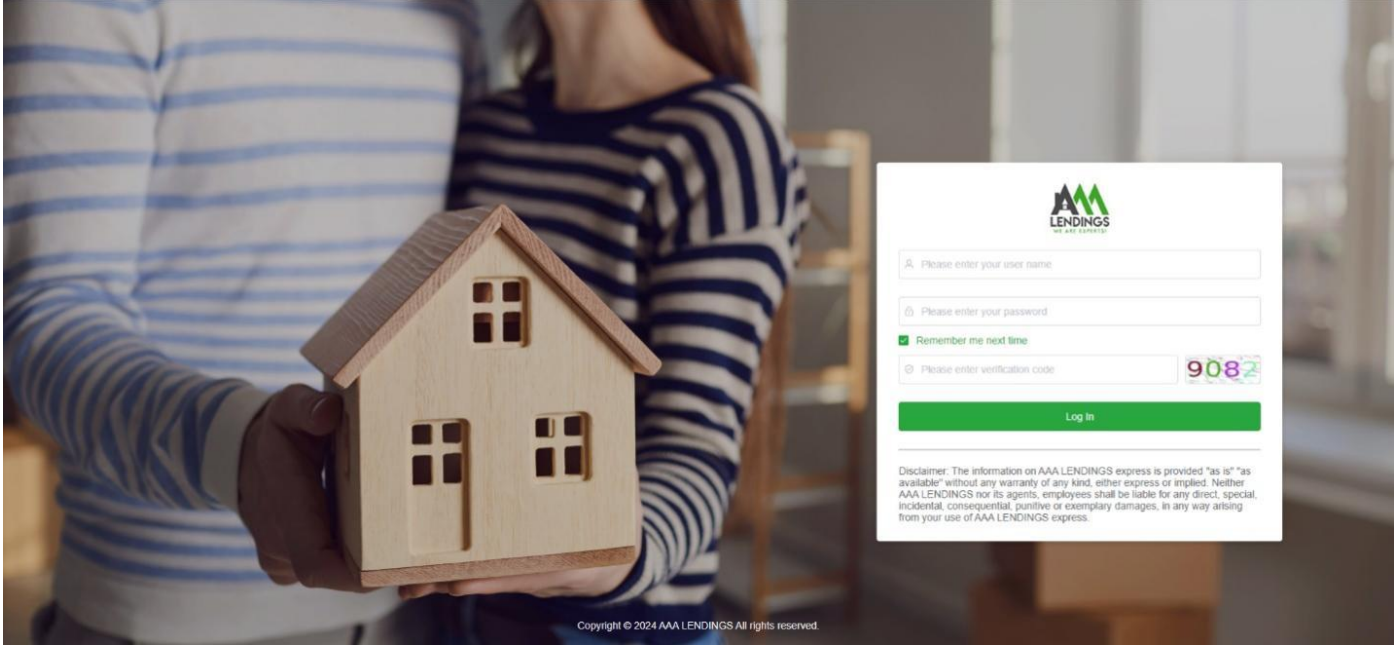 AAA
LENDINGS
WE ARE EXPERTS!
Please enter your user name
Please enter your password
Remember me next time
Please enter verification code
9082
Log In
Disclaimer: The information on AAA LENDINGS express is provided "as is" "as
available" without any warranty of any kind, either express or implied. Neither
AAA LENDINGS nor its agents, employees shall be liable for any direct, special,
incidental, consequential, punitive or exemplary damages, in any way arising
from your use of AAA LENDINGS express.
Copyright © 2024 AAA LENDINGS All rights reserved.